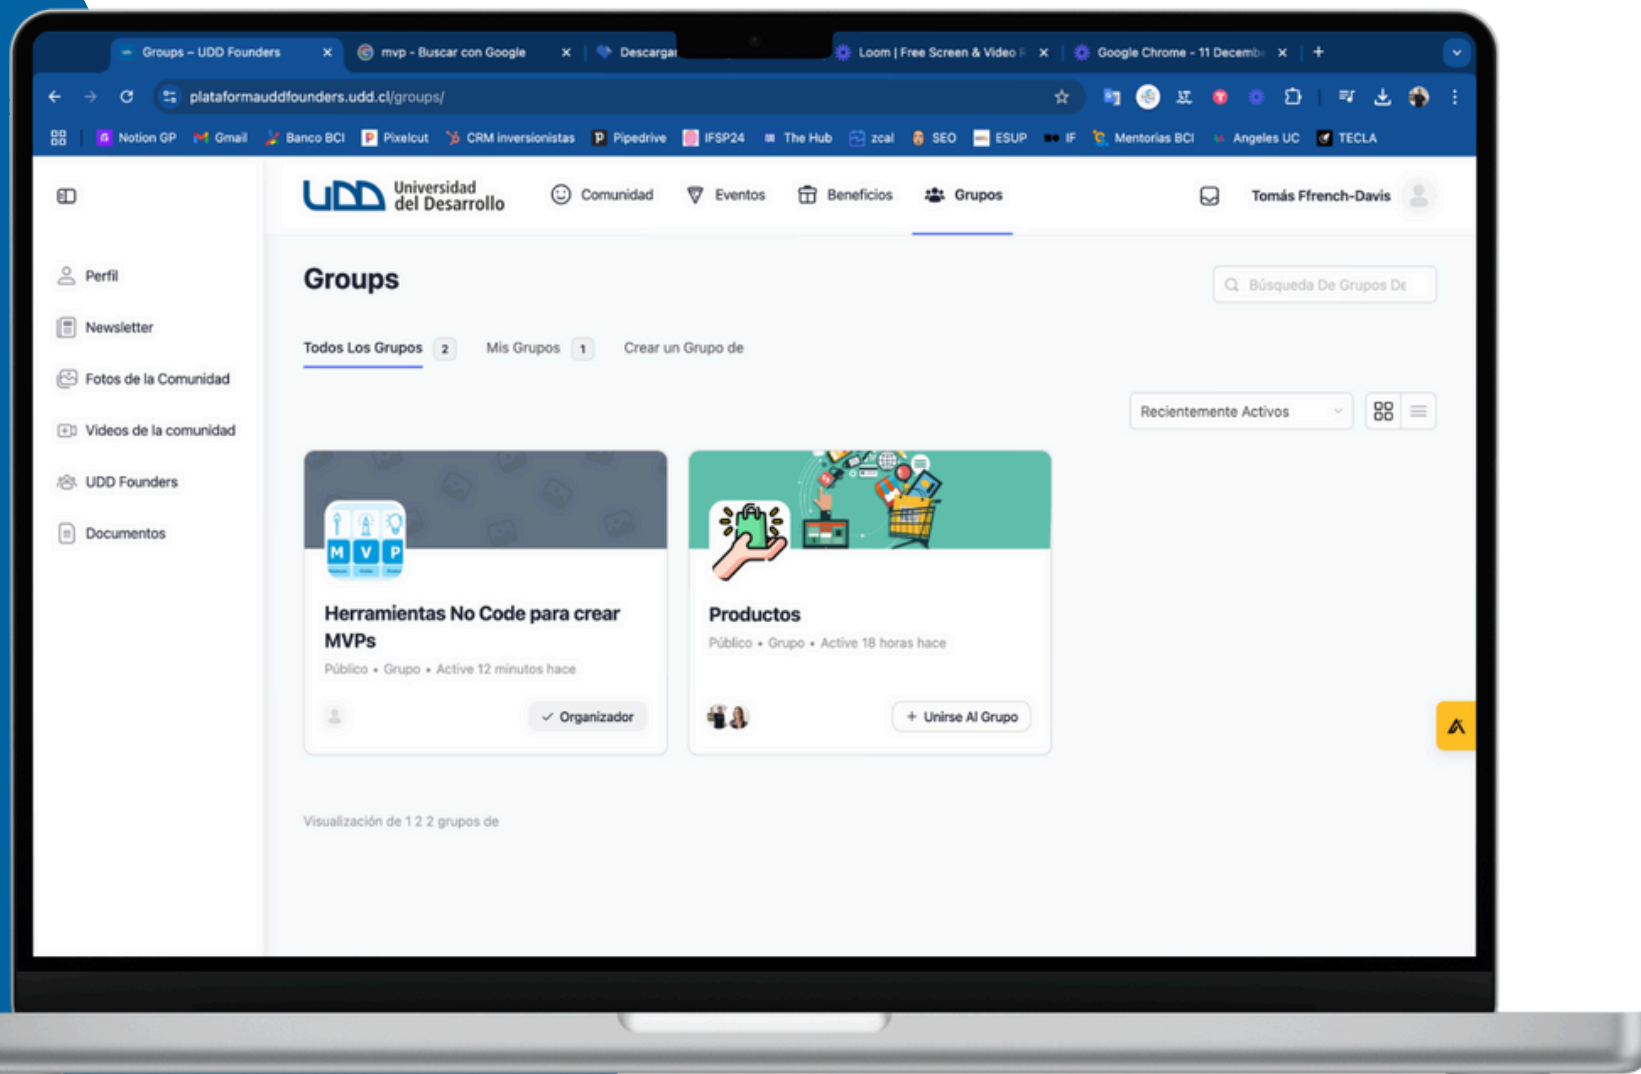 Groups – UDD Founders
mvp - Buscar con Google
Descargar
Loom | Free Screen & Video R
Google Chrome - 11 Decemb
plataformauddfounders.udd.cl/groups/
Notion GP
Gmail
Banco BCI
Pixelcut
CRM inversionistas
Pipedrive
IFSP24
The Hub
zcal
SEO
ESUP
IF
Mentorias BCI
Angeles UC
TECLA
UDD Universidad
del Desarrollo
Comunidad
Eventos
Beneficios
Grupos
Tomás Ffrench-Davis
Perfil
Newsletter
Fotos de la Comunidad
Videos de la comunidad
UDD Founders
Documentos
Groups
Búsqueda De Grupos De
Todos Los Grupos 2
Mis Grupos 1
Crear un Grupo de
Recientemente Activos
M V P
Herramientas No Code para crear
MVPs
Público • Grupo • Active 12 minutos hace
Organizador
Productos
Público • Grupo • Active 18 horas hace
+ Unirse Al Grupo
Visualización de 1 2 2 grupos de